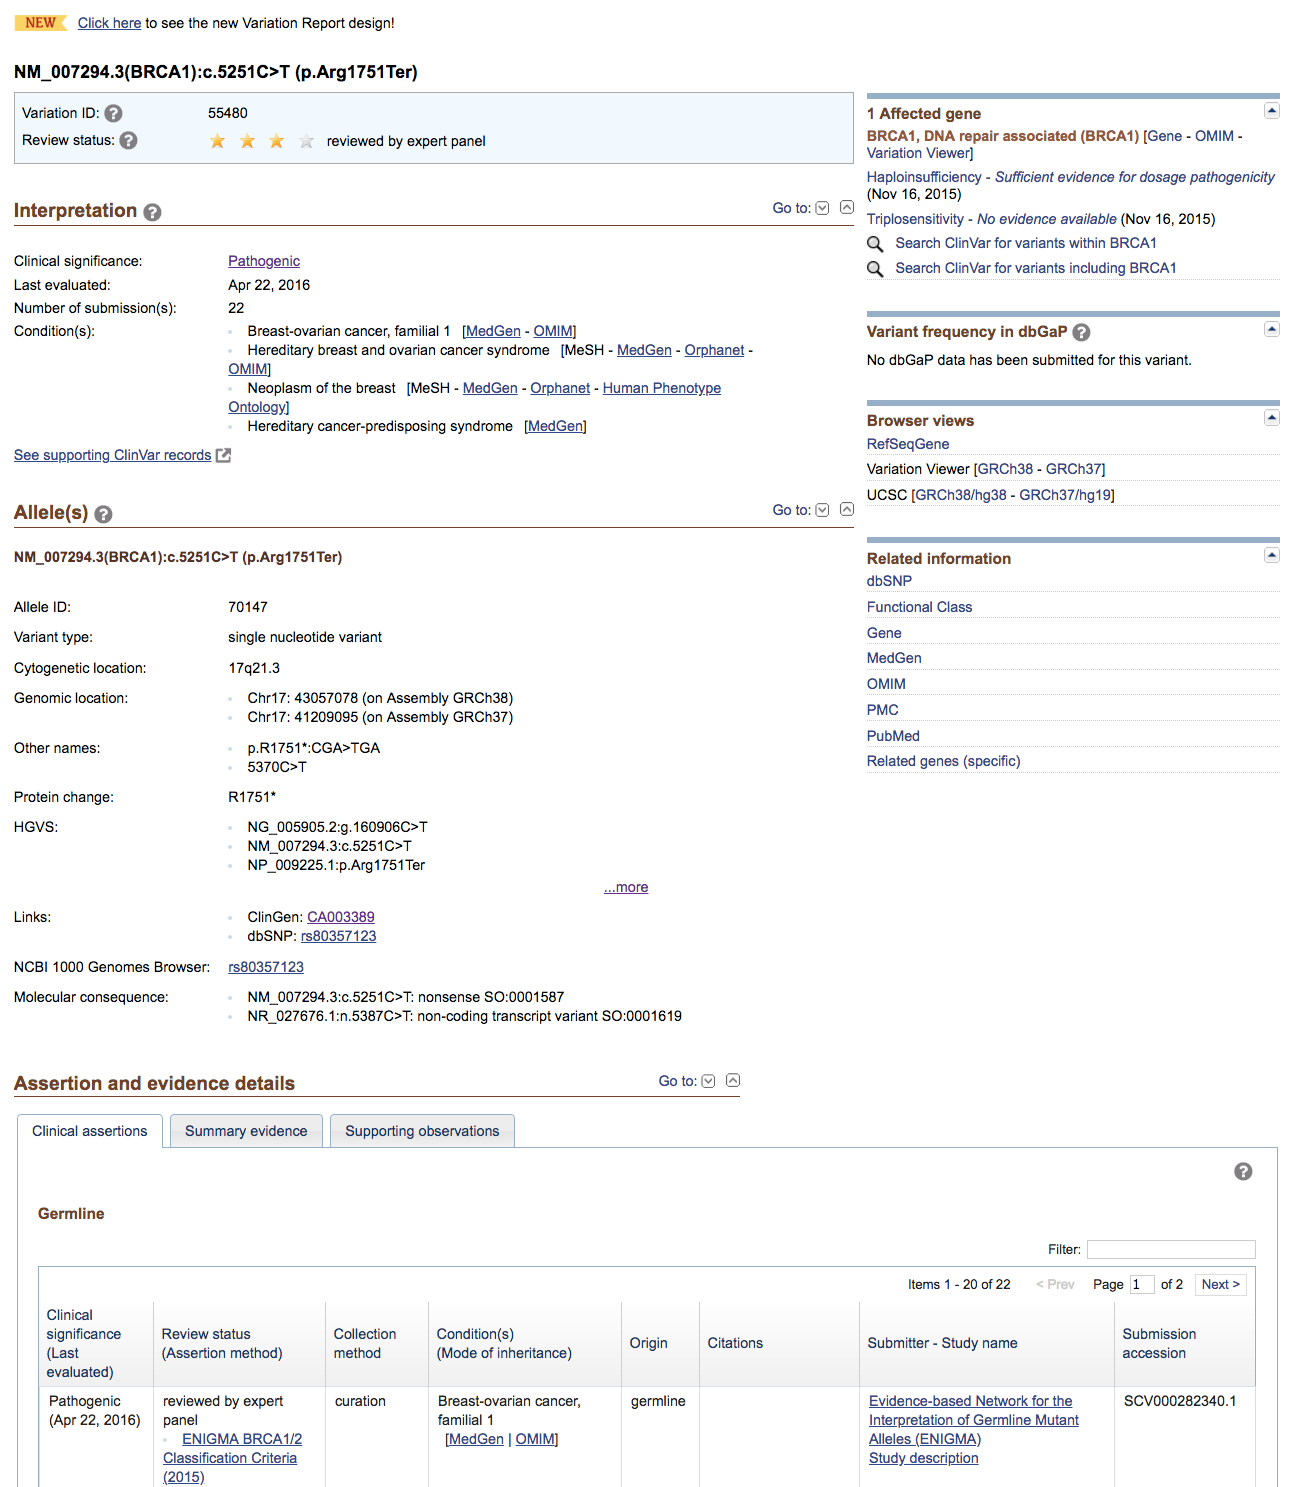 NEW Click here to see the new Variation Report design!
NM_007294.3(BRCA1):c.5251C>T (p.Arg1751Ter)
Variation ID: ? 55480
Review status: ? reviewed by expert panel
Interpretation ? Go to:
Clinical significance: Pathogenic
Last evaluated: Apr 22, 2016
Number of submission(s): 22
Condition(s): Breast-ovarian cancer, familial 1 [MedGen - OMIM]
Hereditary breast and ovarian cancer syndrome [MeSH - MedGen - Orphanet -
OMIM]
Neoplasm of the breast [MeSH - MedGen - Orphanet - Human Phenotype
Ontology]
Hereditary cancer-predisposing syndrome [MedGen]
See supporting ClinVar records
Allele(s) ? Go to:
NM_007294.3(BRCA1):c.5251C>T (p.Arg1751Ter)
Allele ID: 70147
Variant type: single nucleotide variant
Cytogenetic location: 17q21.3
Genomic location: Chr17: 43057078 (on Assembly GRCh38)
Chr17: 41209095 (on Assembly GRCh37)
Other names: p.R1751*:CGA>TGA
5370C>T
Protein change: R1751*
HGVS: NG_005905.2:g.160906C>T
NM_007294.3:c.5251C>T
NP_009225.1:p.Arg1751Ter
...more
Links: ClinGen: CA003389
dbSNP: rs80357123
NCBI 1000 Genomes Browser: rs80357123
Molecular consequence: NM_007294.3:c.5251C>T: nonsense SO:0001587
NR_027676.1:n.5387C>T: non-coding transcript variant SO:0001619
1 Affected gene
BRCA1, DNA repair associated (BRCA1) [Gene - OMIM -
Variation Viewer]
Haploinsufficiency - Sufficient evidence for dosage pathogenicity
(Nov 16, 2015)
Triplosensitivity - No evidence available (Nov 16, 2015)
Search ClinVar for variants within BRCA1
Search ClinVar for variants including BRCA1
Variant frequency in dbGaP ?
No dbGaP data has been submitted for this variant.
Browser views
RefSeqGene
Variation Viewer [GRCh38 - GRCh37]
UCSC [GRCh38/hg38 - GRCh37/hg19]
Related information
dbSNP
Functional Class
Gene
MedGen
OMIM
PMC
PubMed
Related genes (specific)
Assertion and evidence details Go to:
Clinical assertions Summary evidence Supporting observations
?
Germline
Filter:
Items 1 - 20 of 22 < Prev Page 1 of 2 Next >
Clinical
significance
(Last
evaluated)
Review status
(Assertion method)
Collection
method
Condition(s)
(Mode of inheritance)
Origin
Citations
Submitter - Study name
Submission
accession
Pathogenic
(Apr 22, 2016)
reviewed by expert
panel
ENIGMA BRCA1/2
Classification Criteria
(2015)
curation
Breast-ovarian cancer,
familial 1
[MedGen | OMIM]
germline
Evidence-based Network for the
Interpretation of Germline Mutant
Alleles (ENIGMA)
Study description
SCV000282340.1